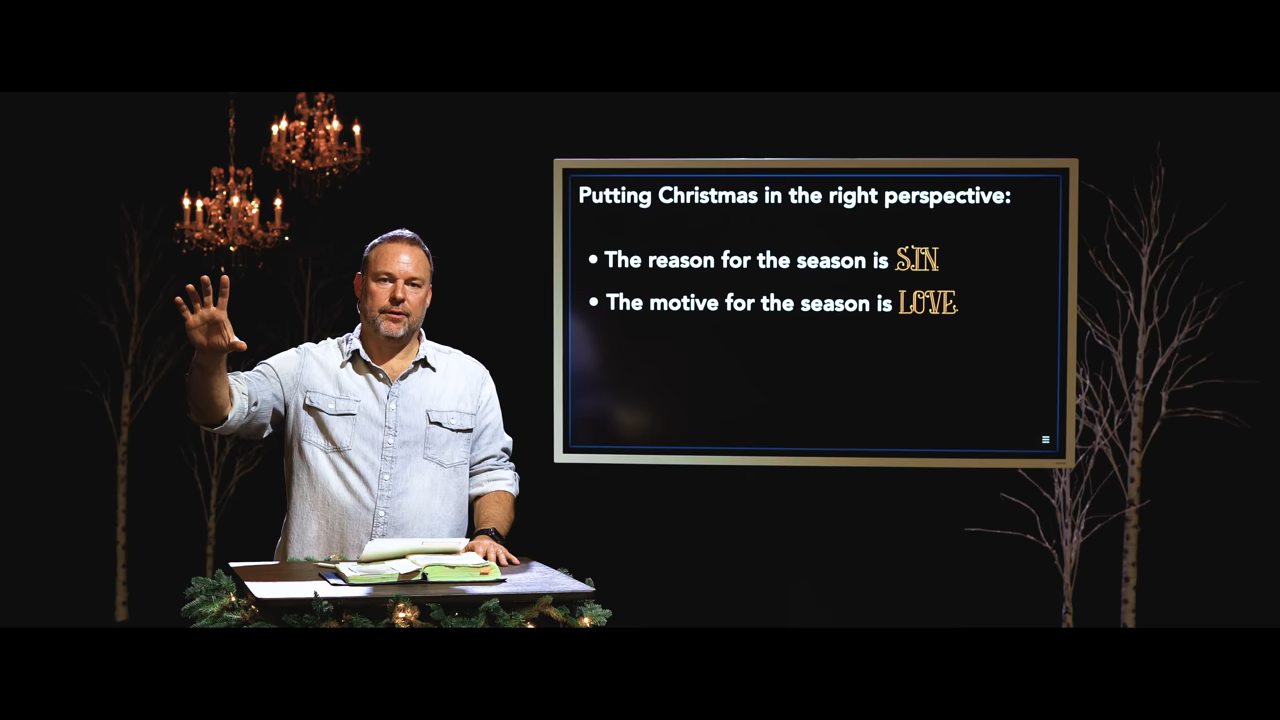 Putting Christmas in the right perspective:
• The reason for the season is SIN
• The motive for the season is LOVE